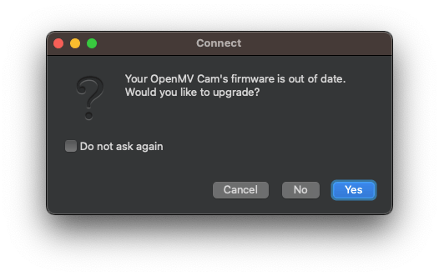 Connect
Your OpenMV Cam's firmware is out of date.
Would you like to upgrade?
Do not ask again
Cancel
No
Yes